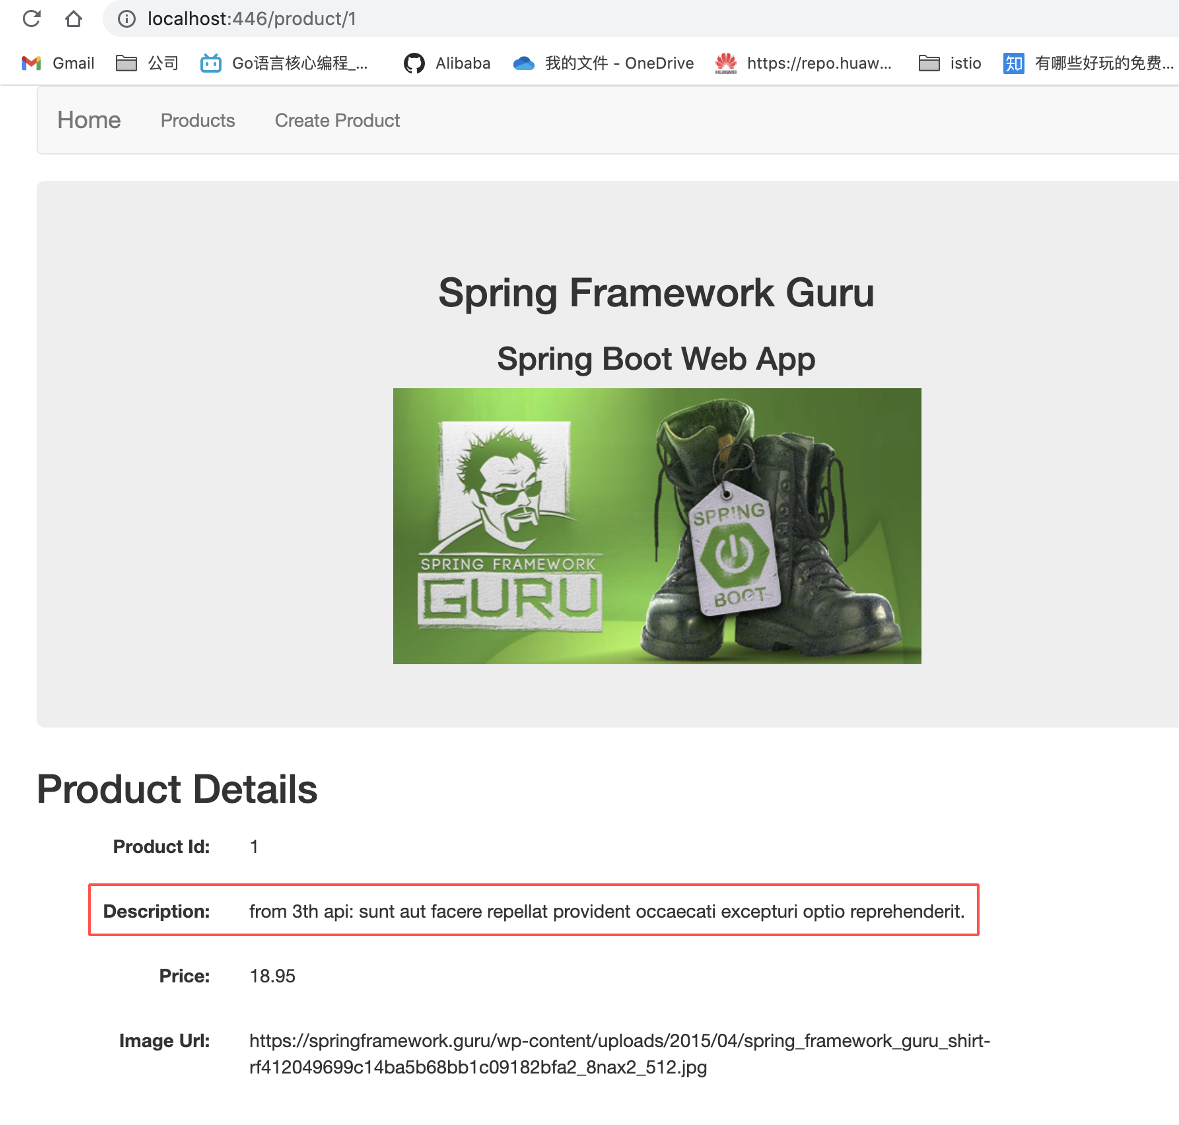 localhost:446/product/1
Gmail 公司 Go语言核心编程_... Alibaba 我的文件 - OneDrive https://repo.huaw... istio 知 有哪些好玩的免费...
Home Products Create Product
Spring Framework Guru
Spring Boot Web App
SPRING FRAMEWORK
GURU
SPRING
BOOT
Product Details
Product Id: 1
Description: from 3th api: sunt aut facere repellat provident occaecati excepturi optio reprehenderit.
Price: 18.95
Image Url: https://springframework.guru/wp-content/uploads/2015/04/spring_framework_guru_shirt-
rf412049699c14ba5b68bb1c09182bfa2_8nax2_512.jpg